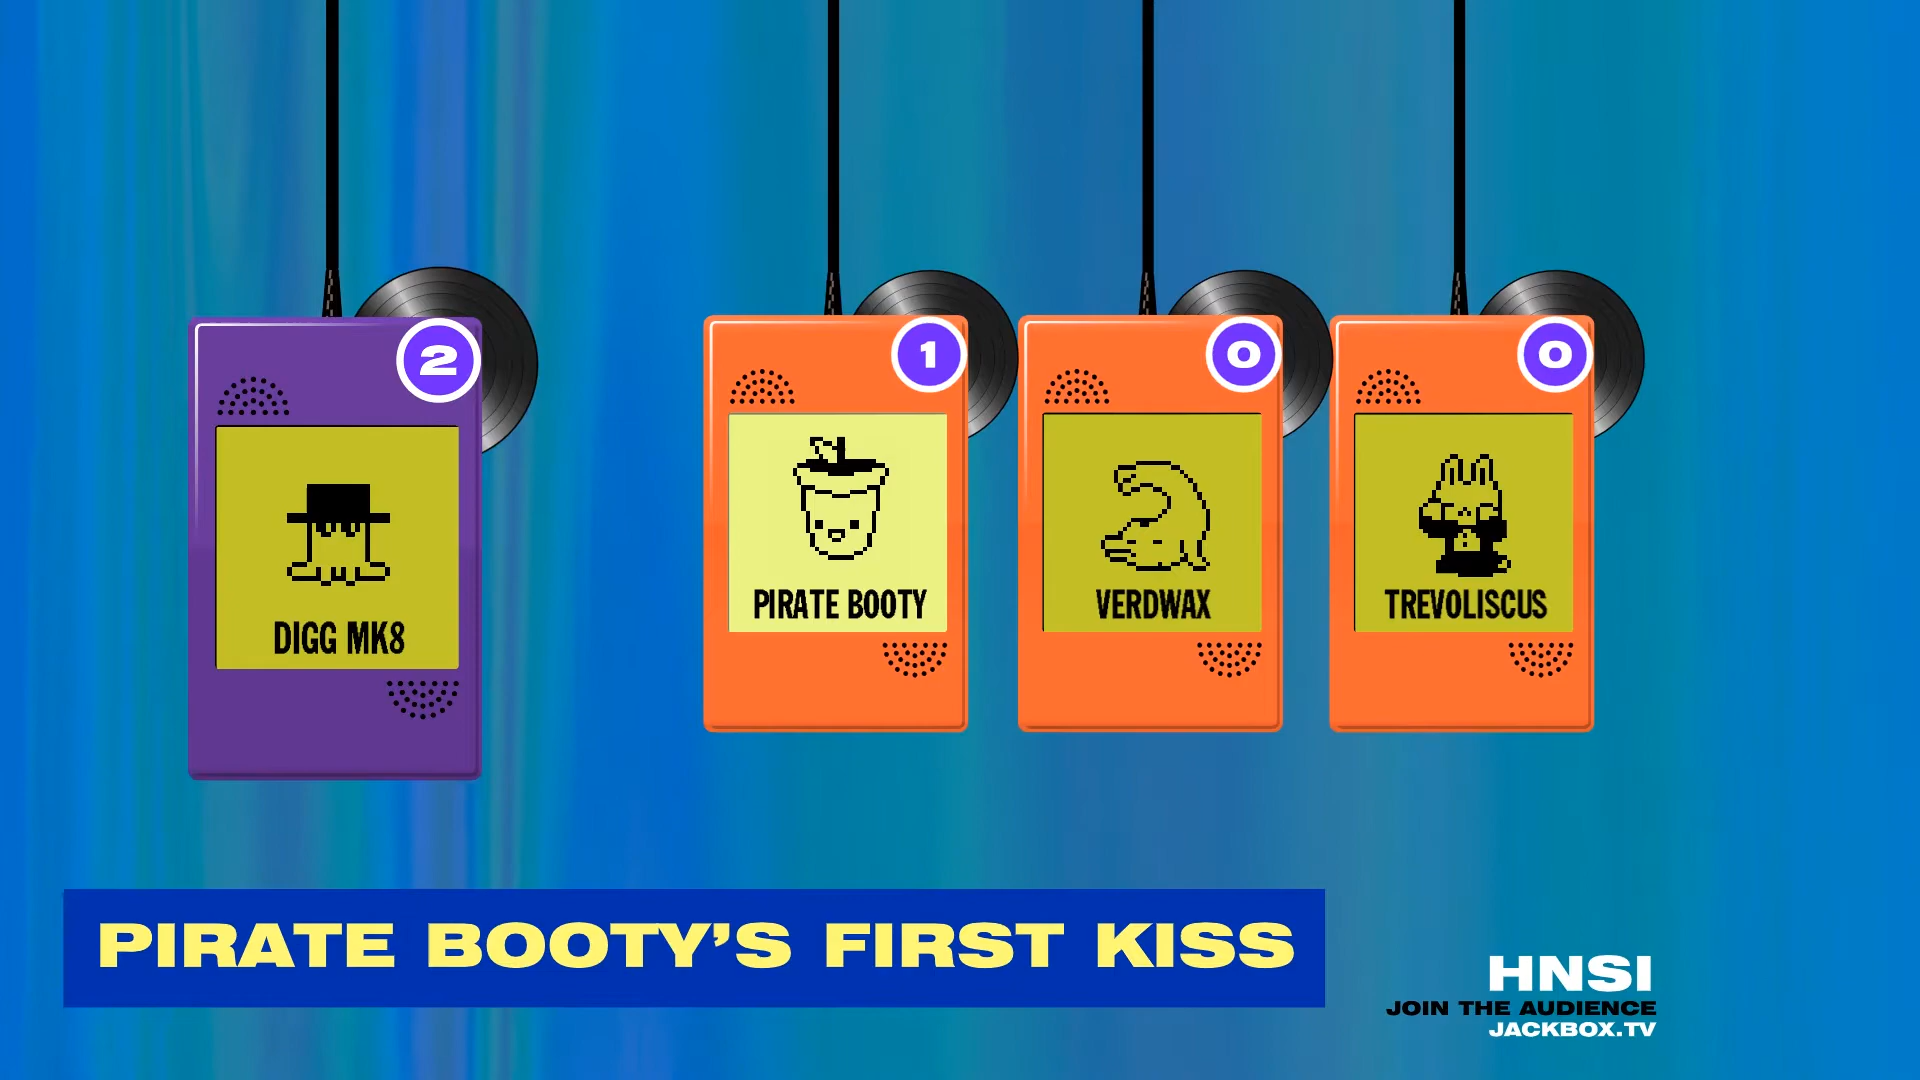 2
DIGG MK8
1
PIRATE BOOTY
0
VERDWAX
0
TREVOLISCUS
PIRATE BOOTY'S FIRST KISS
HNSI
JOIN THE AUDIENCE
JACKBOX.TV